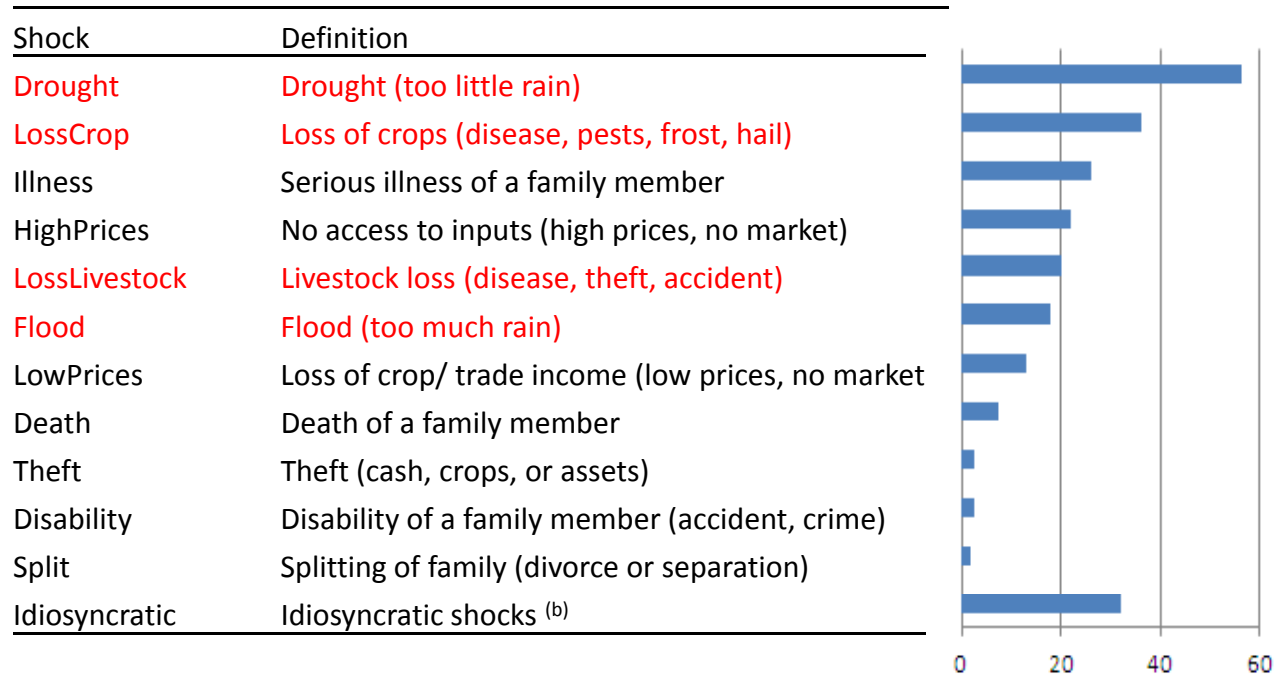 Shock Definition
Drought Drought (too little rain)
LossCrop Loss of crops (disease, pests, frost, hail)
Illness Serious illness of a family member
HighPrices No access to inputs (high prices, no market)
LossLivestock Livestock loss (disease, theft, accident)
Flood Flood (too much rain)
LowPrices Loss of crop/ trade income (low prices, no market
Death Death of a family member
Theft Theft (cash, crops, or assets)
Disability Disability of a family member (accident, crime)
Split Splitting of family (divorce or separation)
Idiosyncratic Idiosyncratic shocks (b)
0 20 40 60